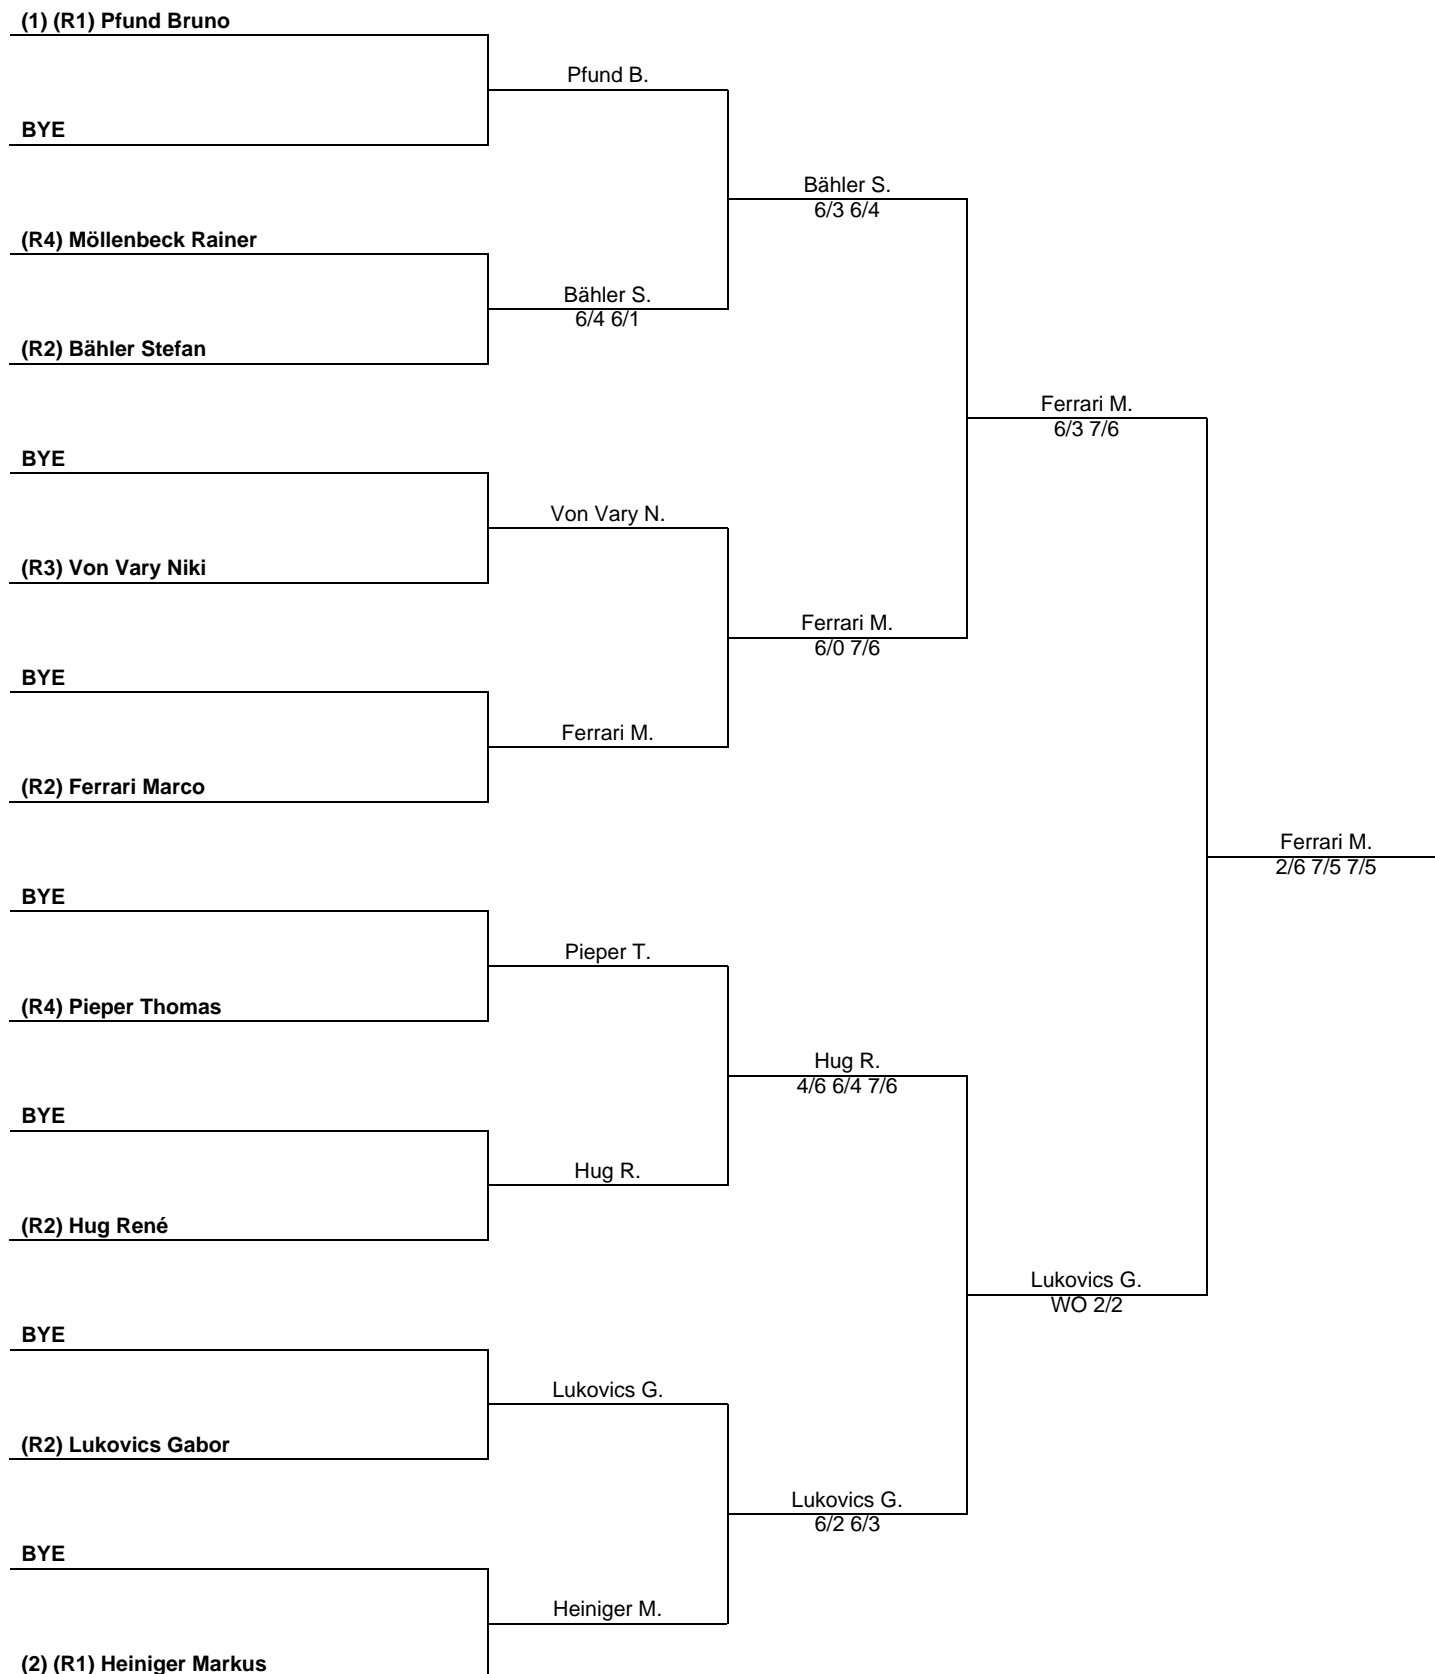 (1) (R1) Pfund Bruno
Pfund B.
BYE
Bähler S.
6/3 6/4
(R4) Möllenbeck Rainer
Bähler S.
6/4 6/1
(R2) Bähler Stefan
Ferrari M.
6/3 7/6
BYE
Von Vary N.
(R3) Von Vary Niki
Ferrari M.
6/0 7/6
BYE
Ferrari M.
(R2) Ferrari Marco
Ferrari M.
2/6 7/5 7/5
BYE
Pieper T.
(R4) Pieper Thomas
Hug R.
4/6 6/4 7/6
BYE
Hug R.
(R2) Hug René
Lukovics G.
WO 2/2
BYE
Lukovics G.
(R2) Lukovics Gabor
Lukovics G.
6/2 6/3
BYE
Heiniger M.
(2) (R1) Heiniger Markus